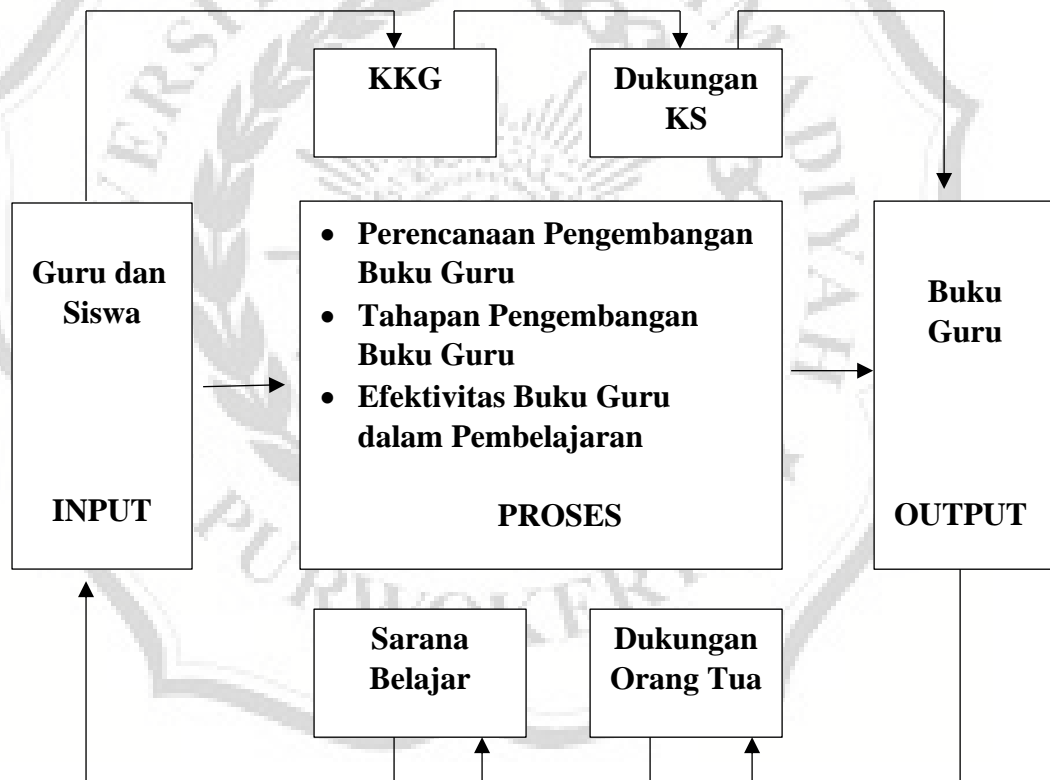 KKG
Dukungan
KS
Guru dan
Siswa
INPUT
• Perencanaan Pengembangan
Buku Guru
• Tahapan Pengembangan
Buku Guru
• Efektivitas Buku Guru
dalam Pembelajaran
PROSES
Buku
Guru
OUTPUT
Sarana
Belajar
Dukungan
Orang Tua
PURWOKER